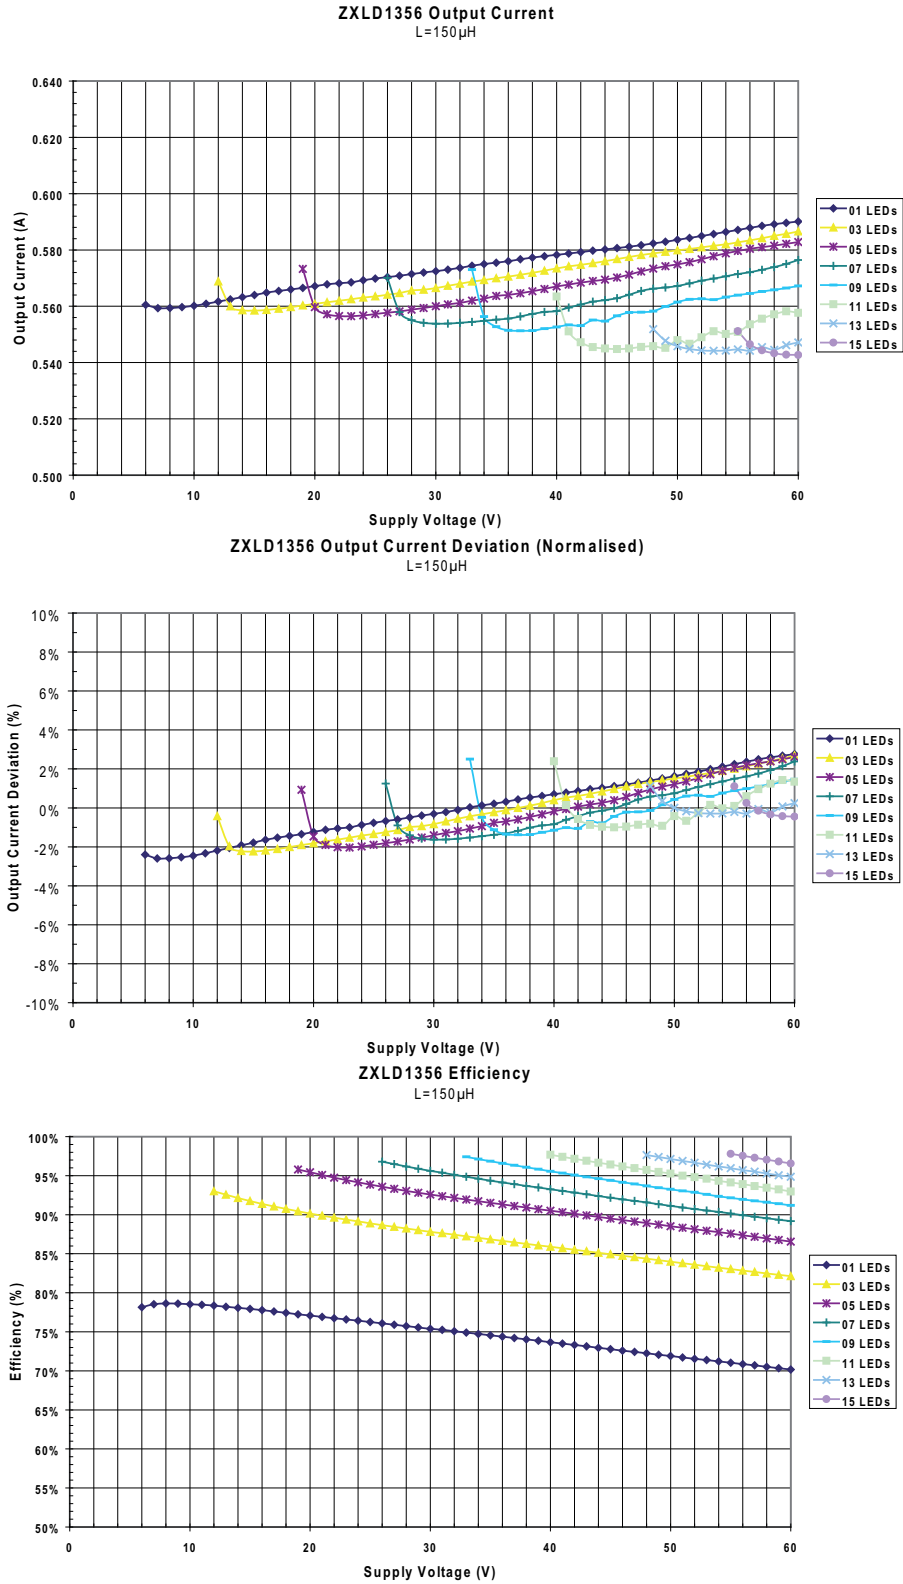 ZXLD1356 Output Current
L=150µH
0.640
0.620
0.600
0.580
0.560
0.540
0.520
0.500
Output Current (A)
0 10 20 30 40 50 60
Supply Voltage (V)
01 LEDs
03 LEDs
05 LEDs
07 LEDs
09 LEDs
11 LEDs
13 LEDs
15 LEDs
ZXLD1356 Output Current Deviation (Normalised)
L=150µH
10%
8%
6%
4%
2%
0%
-2%
-4%
-6%
-8%
-10%
Output Current Deviation (%)
0 10 20 30 40 50 60
Supply Voltage (V)
01 LEDs
03 LEDs
05 LEDs
07 LEDs
09 LEDs
11 LEDs
13 LEDs
15 LEDs
ZXLD1356 Efficiency
L=150µH
100%
95%
90%
85%
80%
75%
70%
65%
60%
55%
50%
Efficiency (%)
0 10 20 30 40 50 60
Supply Voltage (V)
01 LEDs
03 LEDs
05 LEDs
07 LEDs
09 LEDs
11 LEDs
13 LEDs
15 LEDs